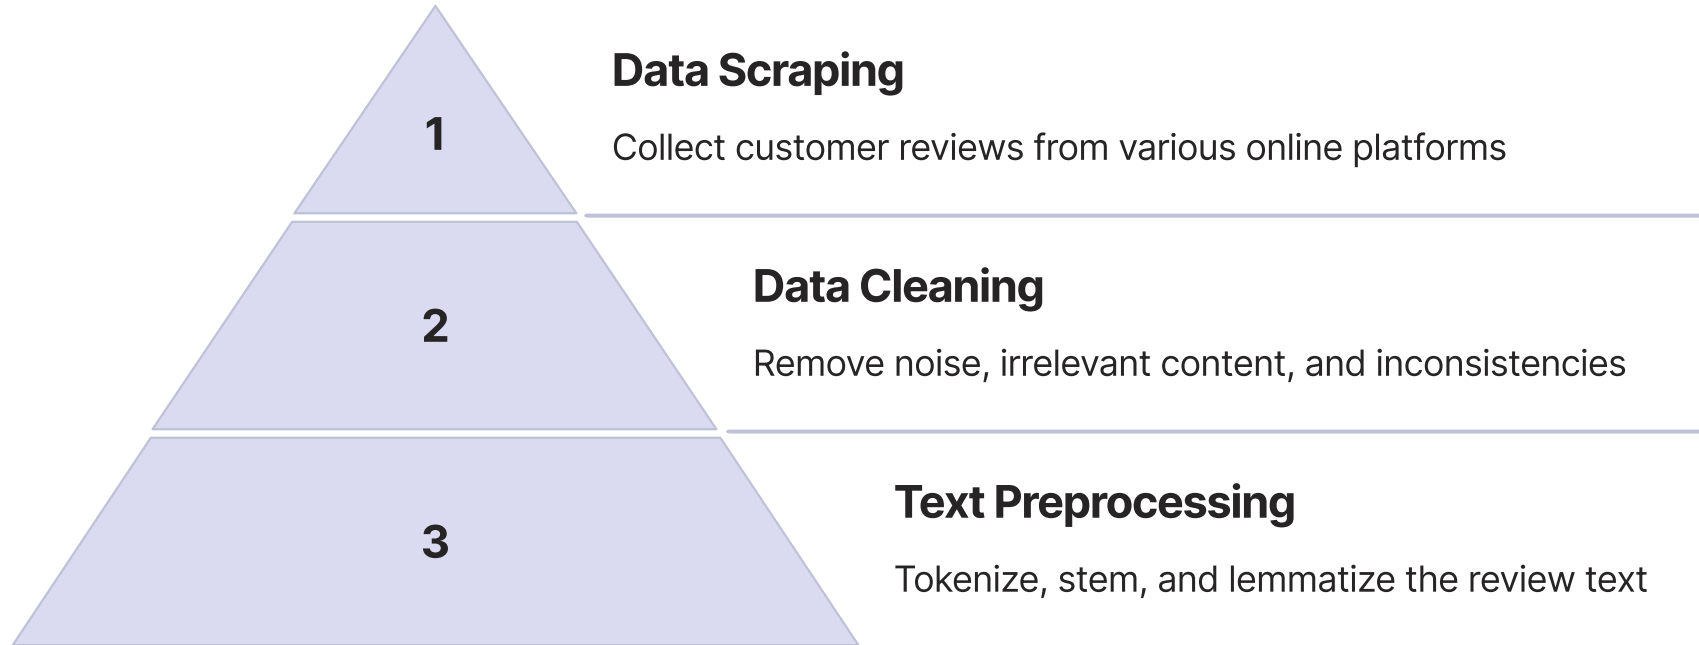 1
Data Scraping
Collect customer reviews from various online platforms
2
Data Cleaning
Remove noise, irrelevant content, and inconsistencies
3
Text Preprocessing
Tokenize, stem, and lemmatize the review text